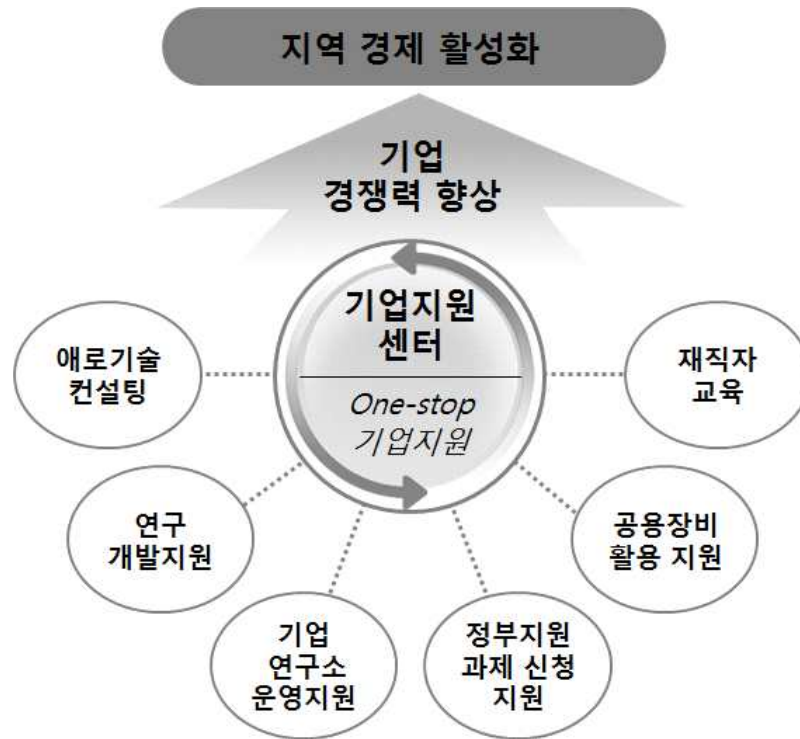 지역 경제 활성화
기업
경쟁력 향상
기업지원
센터
One-stop
기업지원
애로기술
컨설팅
재직자
교육
연구
개발지원
공용장비
활용 지원
기업
연구소
운영지원
정부지원
과제 신청
지원